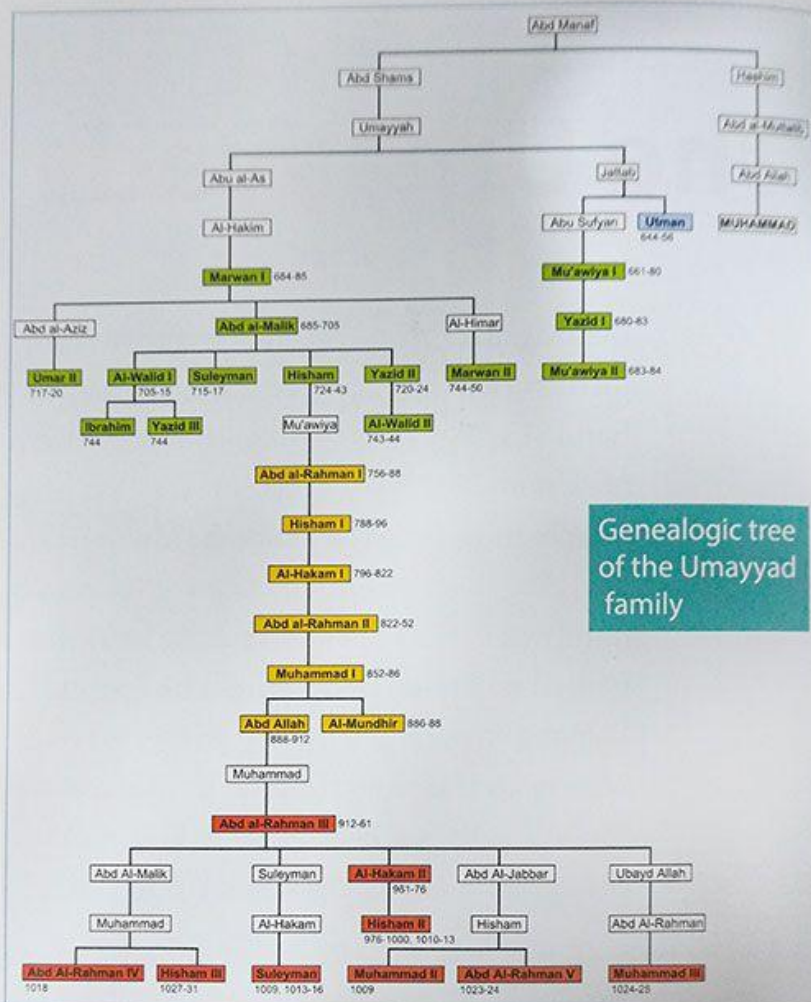 Abd Manaf
Abd Shams
Hashim
Umayyah
Abd al-Muttalib
Abu al-As
Jattab
Abd Allah
Al-Hakim
Abu Sufyan
Utman
MUHAMMAD
644-56
Marwan I 684-85
Mu'awiya I 661-80
Abd al-Aziz
Abd al-Malik 685-705
Al-Himar
Yazid I 680-83
Umar II
Al-Walid I
Suleyman
Hisham
Yazid II
Marwan II
Mu'awiya II 683-84
717-20
705-15
715-17
724-43
720-24
744-50
Ibrahim
Yazid III
Mu'awiya
Al-Walid II
744
744
743-44
Abd al-Rahman I 756-88
Hisham I 788-96
Genealogic tree
of the Umayyad
family
Al-Hakam I 796-822
Abd al-Rahman II 822-52
Muhammad I 852-86
Abd Allah
Al-Mundhir 886-88
888-912
Muhammad
Abd al-Rahman III 912-61
Abd Al-Malik
Suleyman
Al-Hakam II
Abd Al-Jabbar
Ubayd Allah
961-76
Muhammad
Al-Hakam
Hisham II
Hisham
Abd Al-Rahman
976-1000, 1010-13
Abd Al-Rahman IV
Hisham III
Suleyman
Muhammad II
Abd Al-Rahman V
Muhammad III
1018
1027-31
1009, 1013-16
1009
1023-24
1024-25